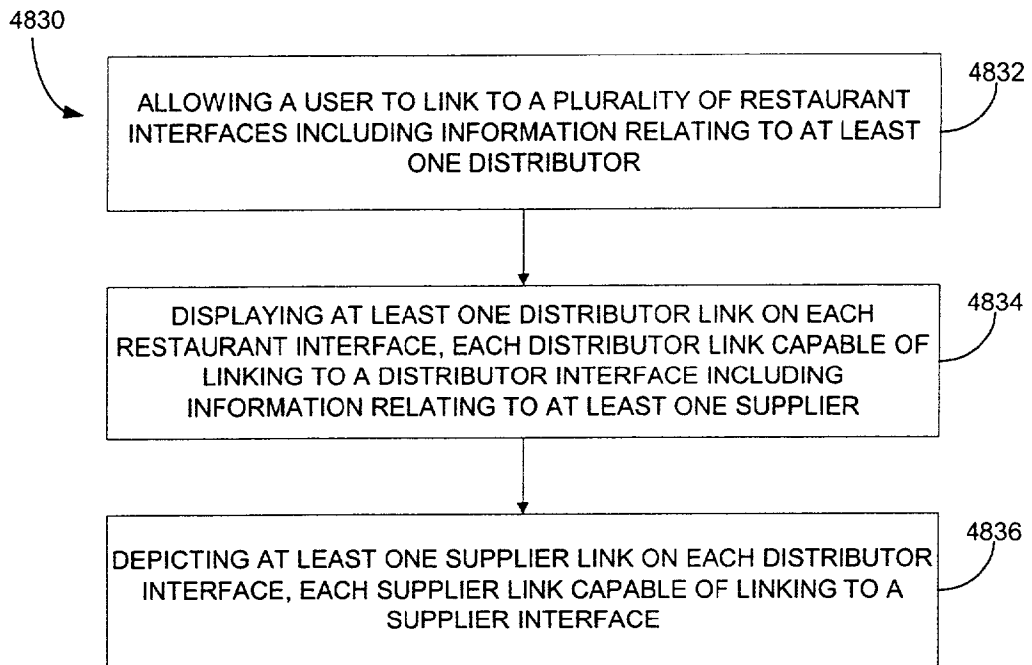 4830
4832
ALLOWING A USER TO LINK TO A PLURALITY OF RESTAURANT
INTERFACES INCLUDING INFORMATION RELATING TO AT LEAST
ONE DISTRIBUTOR
4834
DISPLAYING AT LEAST ONE DISTRIBUTOR LINK ON EACH
RESTAURANT INTERFACE, EACH DISTRIBUTOR LINK CAPABLE OF
LINKING TO A DISTRIBUTOR INTERFACE INCLUDING
INFORMATION RELATING TO AT LEAST ONE SUPPLIER
4836
DEPICTING AT LEAST ONE SUPPLIER LINK ON EACH DISTRIBUTOR
INTERFACE, EACH SUPPLIER LINK CAPABLE OF LINKING TO A
SUPPLIER INTERFACE